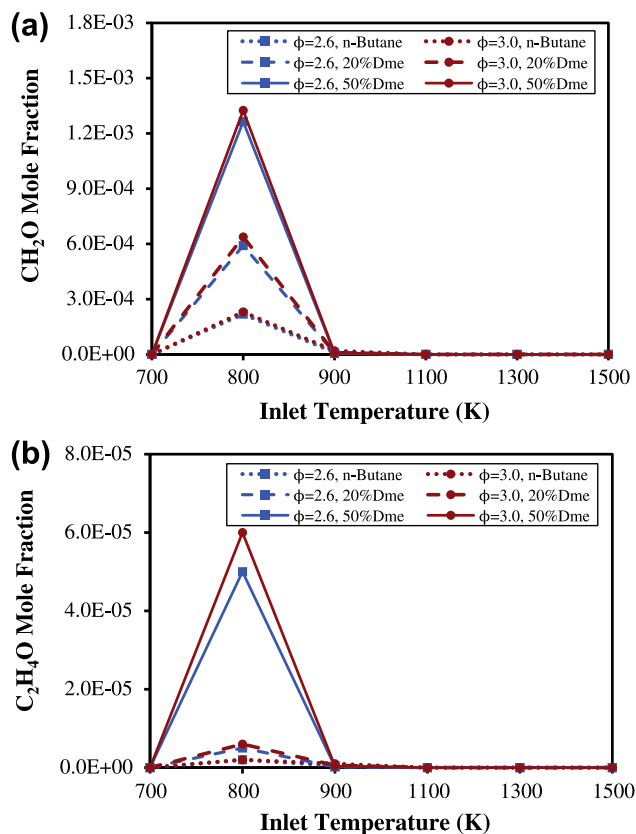 (a)
1.8E-03
1.5E-03
1.2E-03
9.0E-04
6.0E-04
3.0E-04
0.0E+00
CH₂O Mole Fraction
ϕ=2.6, n-Butane
ϕ=3.0, n-Butane
ϕ=2.6, 20%Dme
ϕ=3.0, 20%Dme
ϕ=2.6, 50%Dme
ϕ=3.0, 50%Dme
700 800 900 1100 1300 1500
Inlet Temperature (K)
(b)
8.0E-05
6.0E-05
4.0E-05
2.0E-05
0.0E+00
C₂H₄O Mole Fraction
ϕ=2.6, n-Butane
ϕ=3.0, n-Butane
ϕ=2.6, 20%Dme
ϕ=3.0, 20%Dme
ϕ=2.6, 50%Dme
ϕ=3.0, 50%Dme
700 800 900 1100 1300 1500
Inlet Temperature (K)